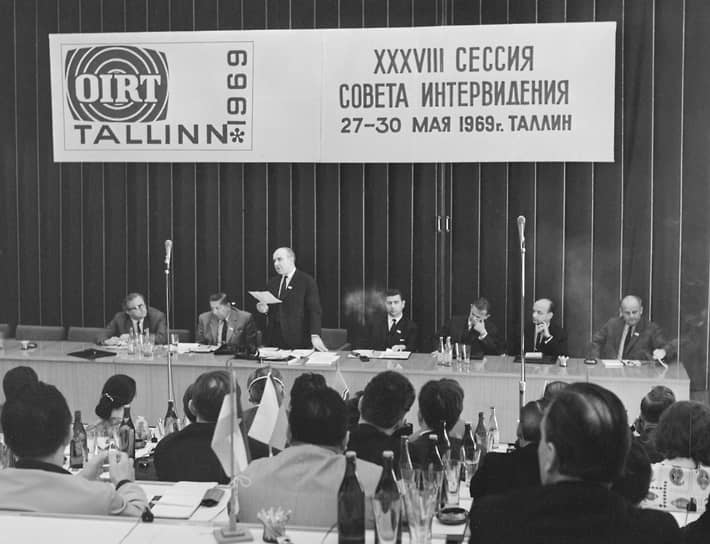 OIRT
TALLINN*
1969
XXXVIII СЕССИЯ
СОВЕТА ИНТЕРВИДЕНИЯ
27-30 МАЯ 1969г. ТАЛЛИН